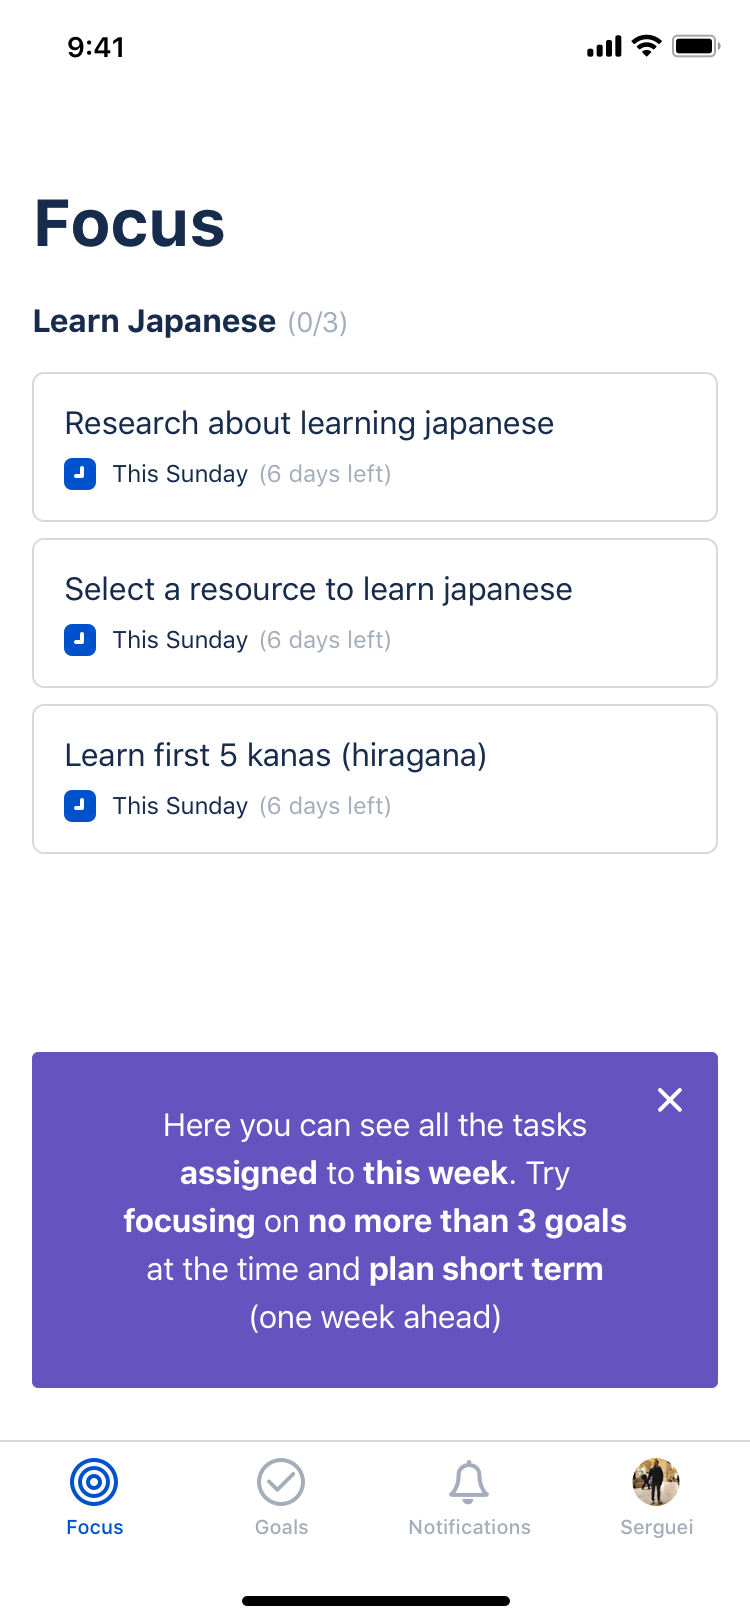 9:41
Focus
Learn Japanese (0/3)
Research about learning japanese
This Sunday (6 days left)
Select a resource to learn japanese
This Sunday (6 days left)
Learn first 5 kanas (hiragana)
This Sunday (6 days left)
Here you can see all the tasks
assigned to this week. Try
focusing on no more than 3 goals
at the time and plan short term
(one week ahead)
Focus Goals Notifications Serguei